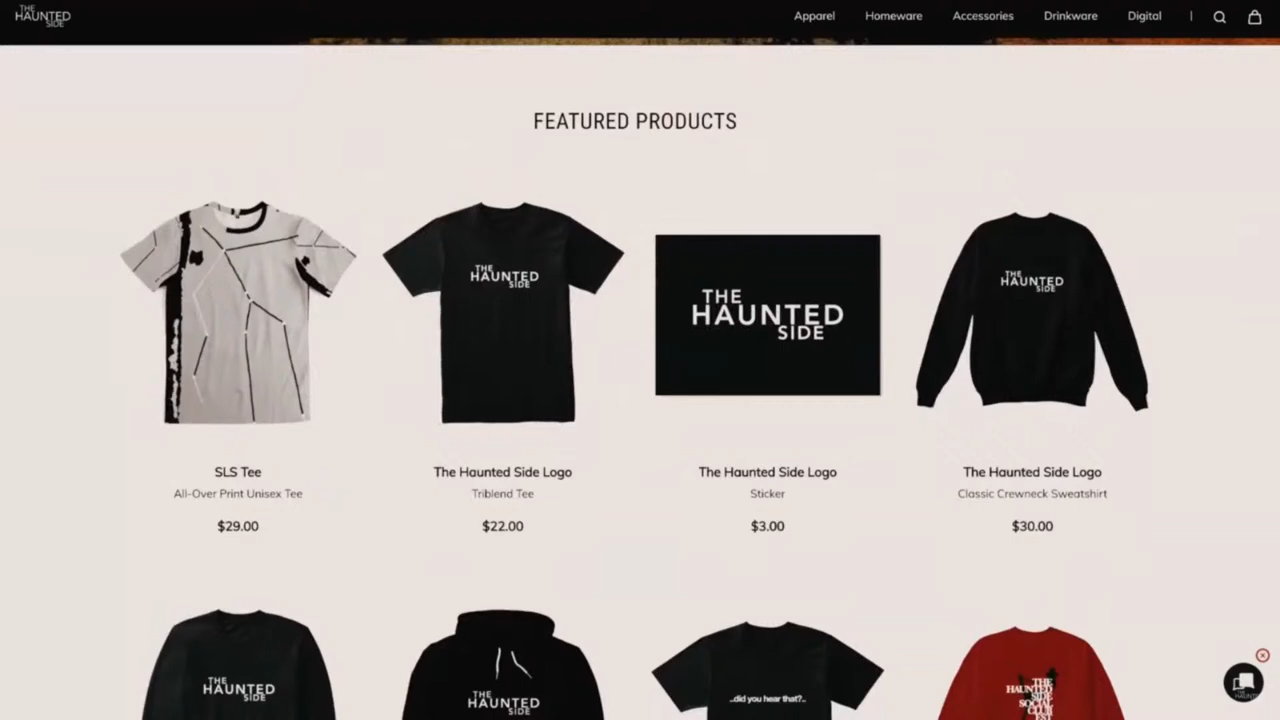 THE
HAUNTED
SIDE
Apparel
Homeware
Accessories
Drinkware
Digital
FEATURED PRODUCTS
THE
HAUNTED
SIDE
THE
HAUNTED
SIDE
THE
HAUNTED
SIDE
SLS Tee
All-Over Print Unisex Tee
$29.00
The Haunted Side Logo
Triblend Tee
$22.00
The Haunted Side Logo
Sticker
$3.00
The Haunted Side Logo
Classic Crewneck Sweatshirt
$30.00
THE
HAUNTED
SIDE
THE
HAUNTED
SIDE
..did you hear that?..
THE
HAUNTED
SIDE
SOCIAL
CLUB
EST